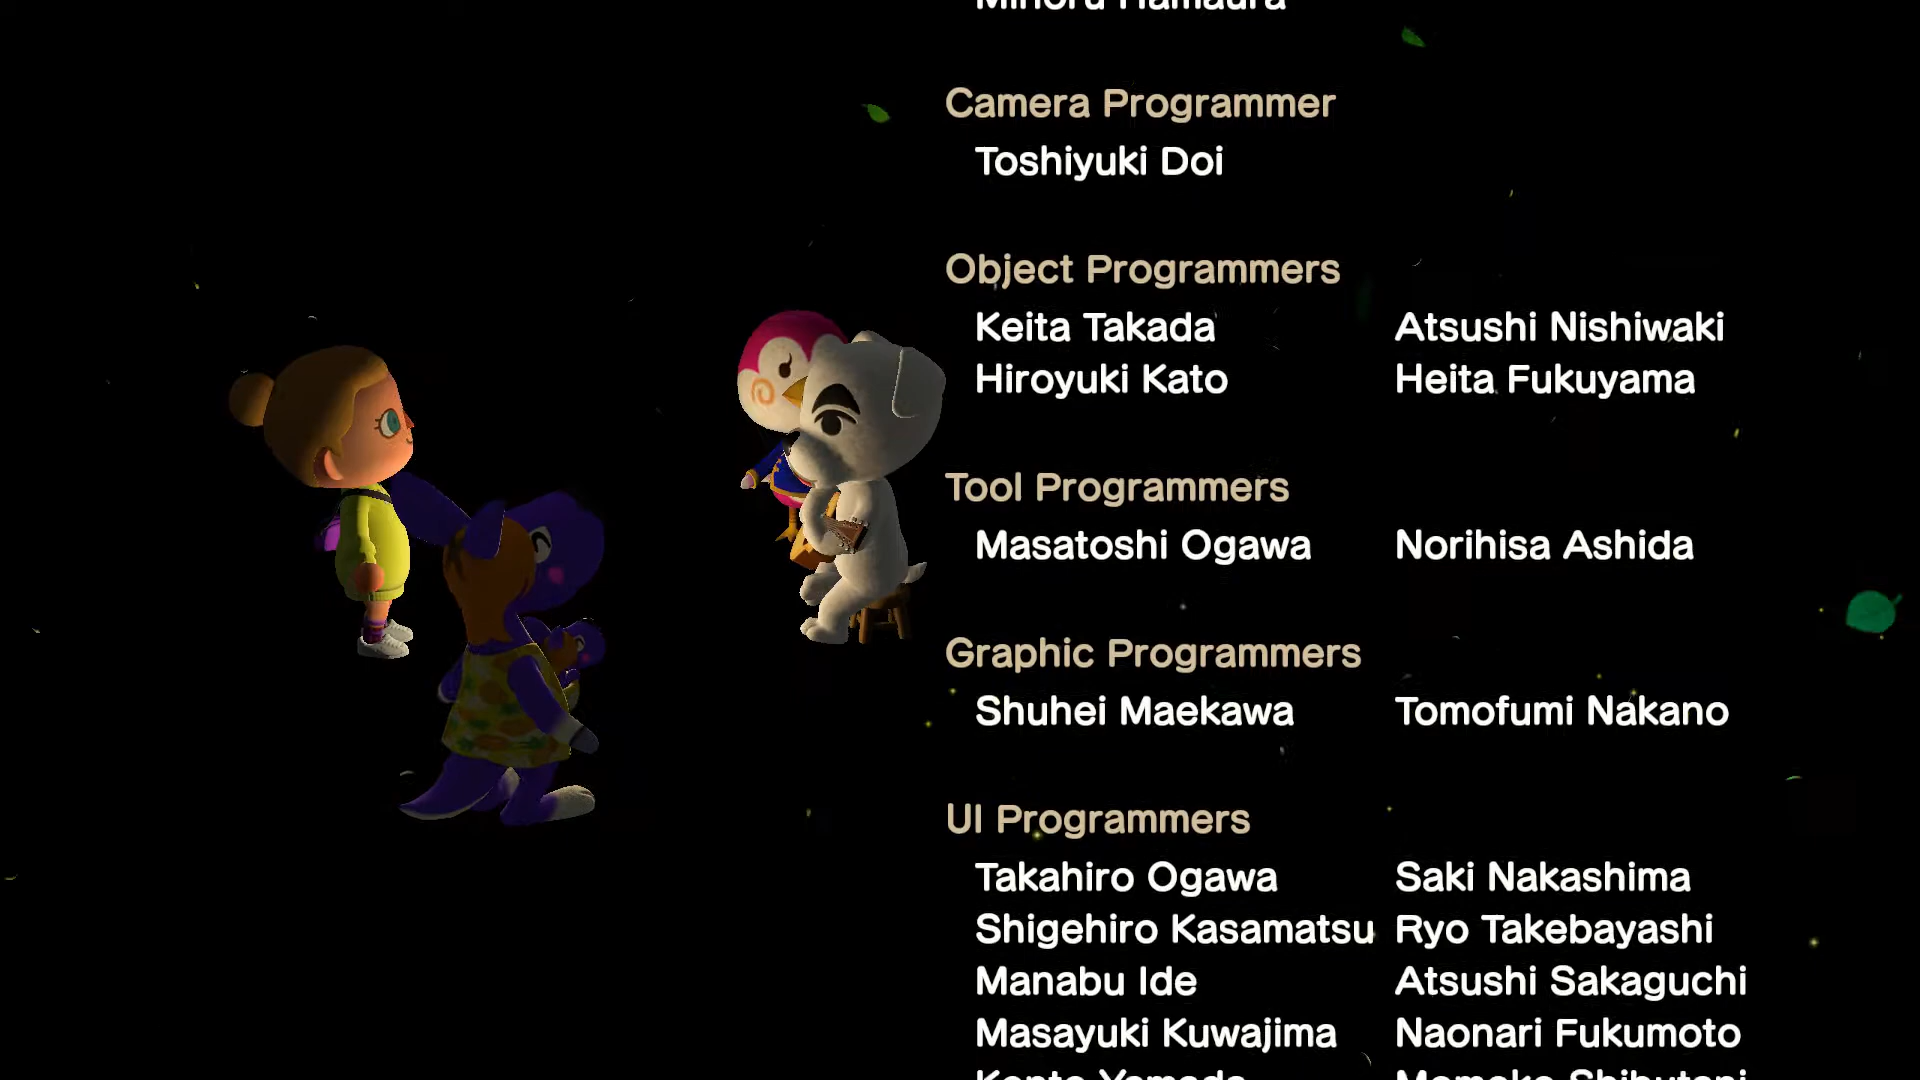 Minoru Hamaura
Camera Programmer
Toshiyuki Doi
Object Programmers
Keita Takada Atsushi Nishiwaki
Hiroyuki Kato Heita Fukuyama
Tool Programmers
Masatoshi Ogawa Norihisa Ashida
Graphic Programmers
Shuhei Maekawa Tomofumi Nakano
UI Programmers
Takahiro Ogawa Saki Nakashima
Shigehiro Kasamatsu Ryo Takebayashi
Manabu Ide Atsushi Sakaguchi
Masayuki Kuwajima Naonari Fukumoto